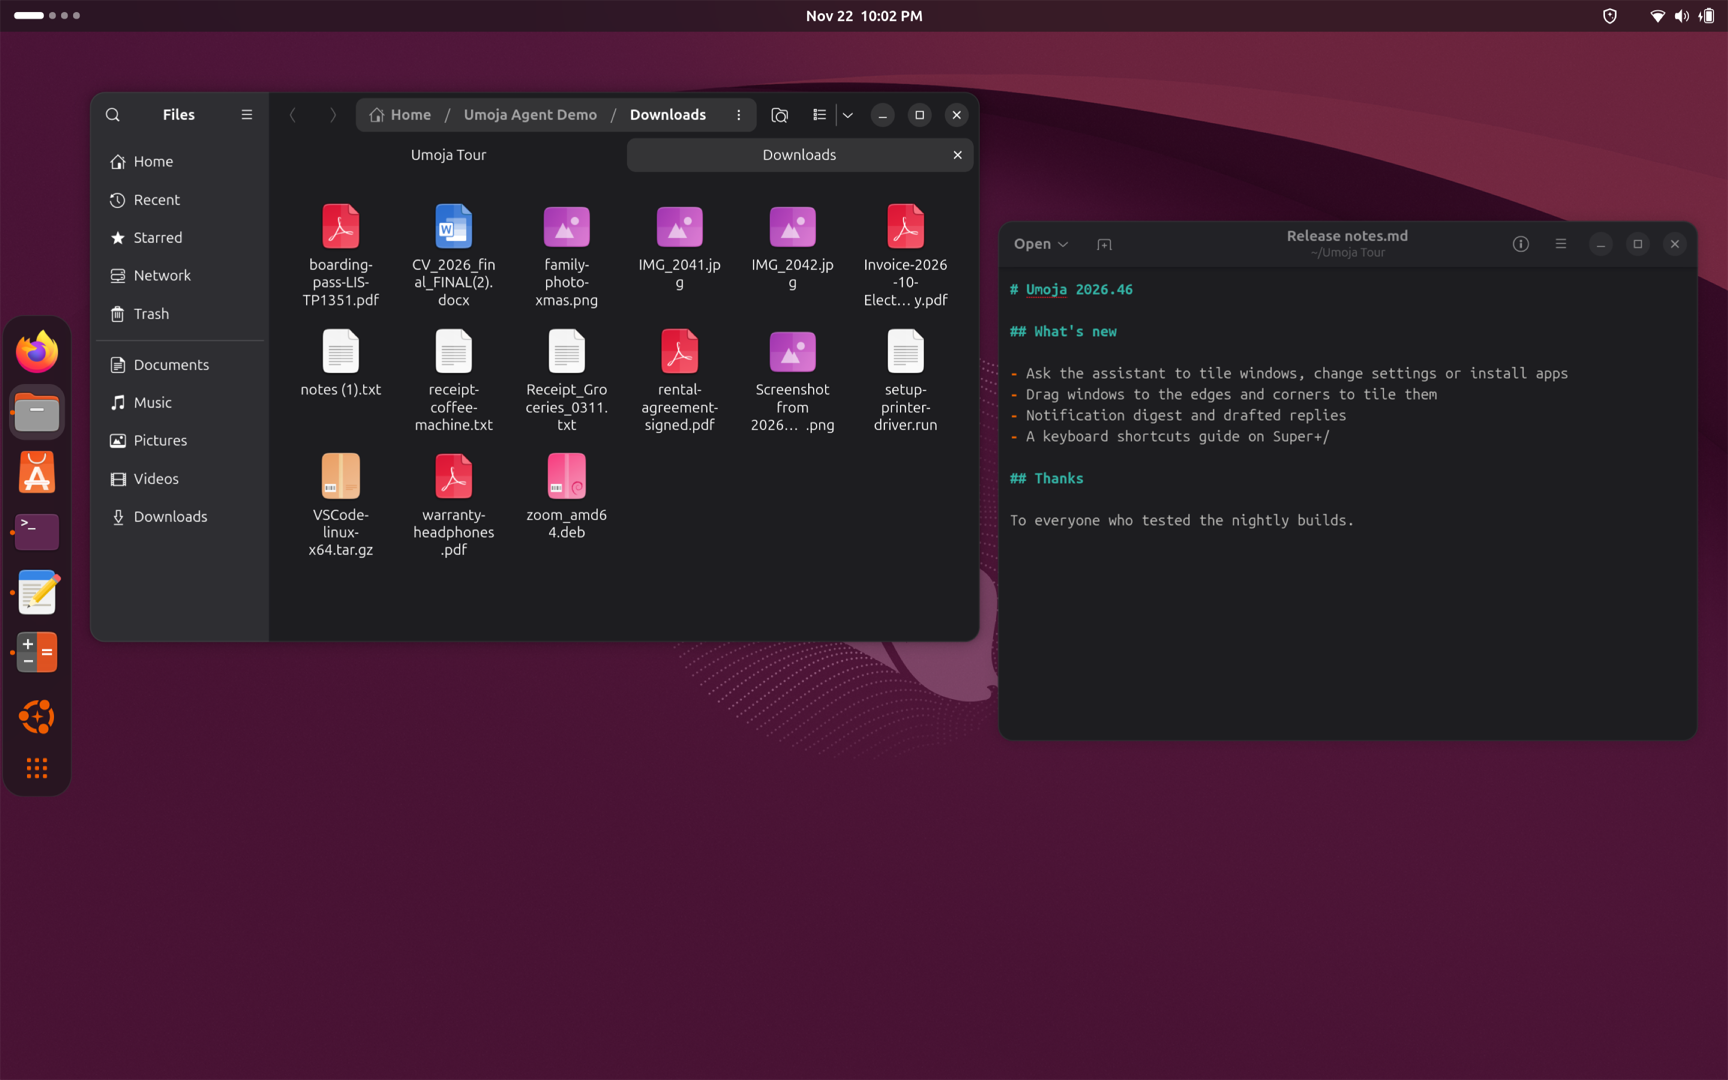 Nov 22 10:02 PM
Files
Home / Umoja Agent Demo / Downloads
Umoja Tour
Downloads
Home
Recent
Starred
Network
Trash
Documents
Music
Pictures
Videos
Downloads
boarding-
pass-LIS-
TP1351.pdf
CV_2026_fin
al_FINAL(2).
docx
family-
photo-
xmas.png
IMG_2041.jp
g
IMG_2042.jp
g
Invoice-2026
-10-
Elect… y.pdf
notes (1).txt
receipt-
coffee-
machine.txt
Receipt_Gro
ceries_0311.
txt
rental-
agreement-
signed.pdf
Screenshot
from
2026… .png
setup-
printer-
driver.run
VSCode-
linux-
x64.tar.gz
warranty-
headphones
.pdf
zoom_amd6
4.deb
Open
Release notes.md
~/Umoja Tour
# Umoja 2026.46
## What's new
- Ask the assistant to tile windows, change settings or install apps
- Drag windows to the edges and corners to tile them
- Notification digest and drafted replies
- A keyboard shortcuts guide on Super+/
## Thanks
To everyone who tested the nightly builds.